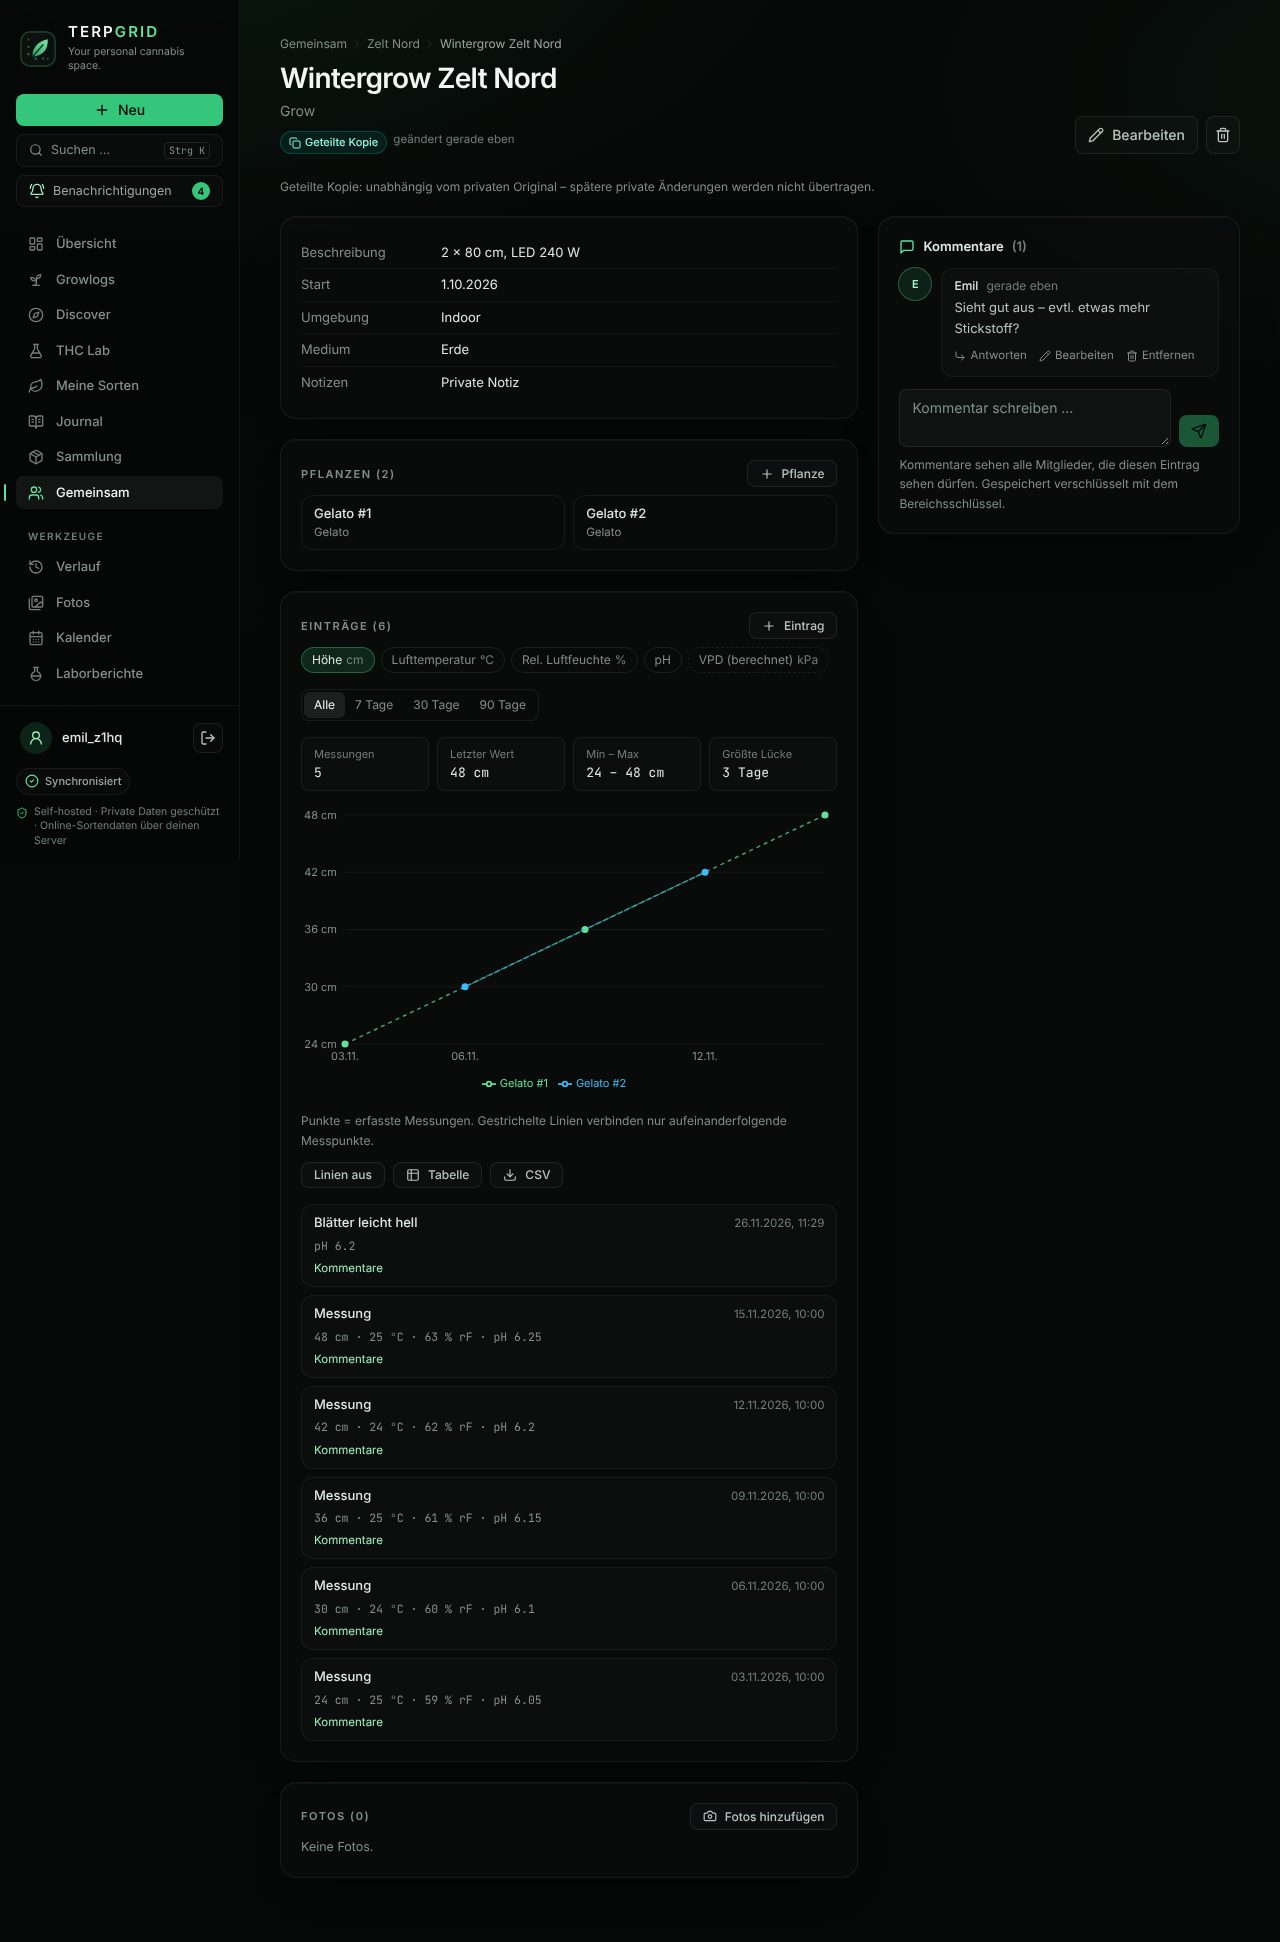 TERPGRID
Your personal cannabis
space.
Neu
Suchen ... Strg K
Benachrichtigungen 4
Übersicht
Growlogs
Discover
THC Lab
Meine Sorten
Journal
Sammlung
Gemeinsam
WERKZEUGE
Verlauf
Fotos
Kalender
Laborberichte
emil_z1hq
Synchronisiert
Self-hosted · Private Daten geschützt
· Online-Sortendaten über deinen
Server
Gemeinsam Zelt Nord Wintergrow Zelt Nord
Wintergrow Zelt Nord
Grow
Geteilte Kopie geändert gerade eben
Bearbeiten
Geteilte Kopie: unabhängig vom privaten Original – spätere private Änderungen werden nicht übertragen.
Beschreibung 2 × 80 cm, LED 240 W
Start 1.10.2026
Umgebung Indoor
Medium Erde
Notizen Private Notiz
PFLANZEN (2) Pflanze
Gelato #1 Gelato #2
Gelato Gelato
EINTRÄGE (6) Eintrag
Höhe cm Lufttemperatur °C Rel. Luftfeuchte % pH VPD (berechnet) kPa
Alle 7 Tage 30 Tage 90 Tage
Messungen Letzter Wert Min – Max Größte Lücke
5 48 cm 24 – 48 cm 3 Tage
48 cm
42 cm
36 cm
30 cm
24 cm
03.11. 06.11. 12.11.
Gelato #1 Gelato #2
Punkte = erfasste Messungen. Gestrichelte Linien verbinden nur aufeinanderfolgende
Messpunkte.
Linien aus Tabelle CSV
Blätter leicht hell 26.11.2026, 11:29
pH 6.2
Kommentare
Messung 15.11.2026, 10:00
48 cm · 25 °C · 63 % rF · pH 6.25
Kommentare
Messung 12.11.2026, 10:00
42 cm · 24 °C · 62 % rF · pH 6.2
Kommentare
Messung 09.11.2026, 10:00
36 cm · 25 °C · 61 % rF · pH 6.15
Kommentare
Messung 06.11.2026, 10:00
30 cm · 24 °C · 60 % rF · pH 6.1
Kommentare
Messung 03.11.2026, 10:00
24 cm · 25 °C · 59 % rF · pH 6.05
Kommentare
FOTOS (0) Fotos hinzufügen
Keine Fotos.
Kommentare (1)
E
Emil gerade eben
Sieht gut aus – evtl. etwas mehr
Stickstoff?
Antworten Bearbeiten Entfernen
Kommentar schreiben ...
Kommentare sehen alle Mitglieder, die diesen Eintrag
sehen dürfen. Gespeichert verschlüsselt mit dem
Bereichsschlüssel.